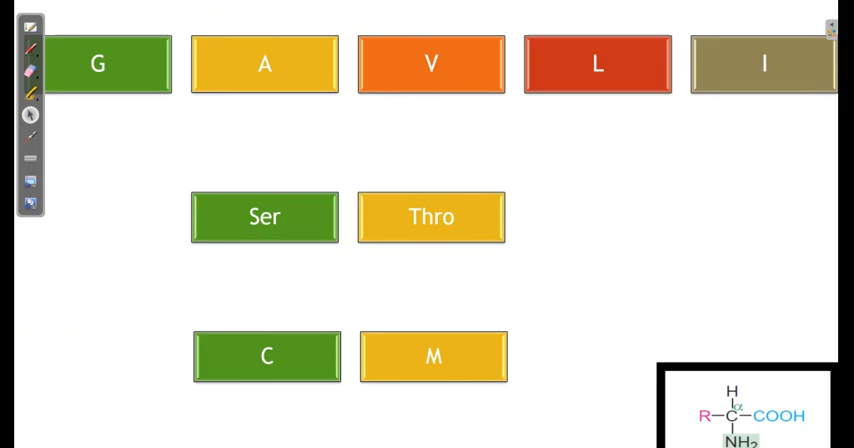 G A V L I
Ser Thro
C M
H
α
R–C–COOH
NH₂